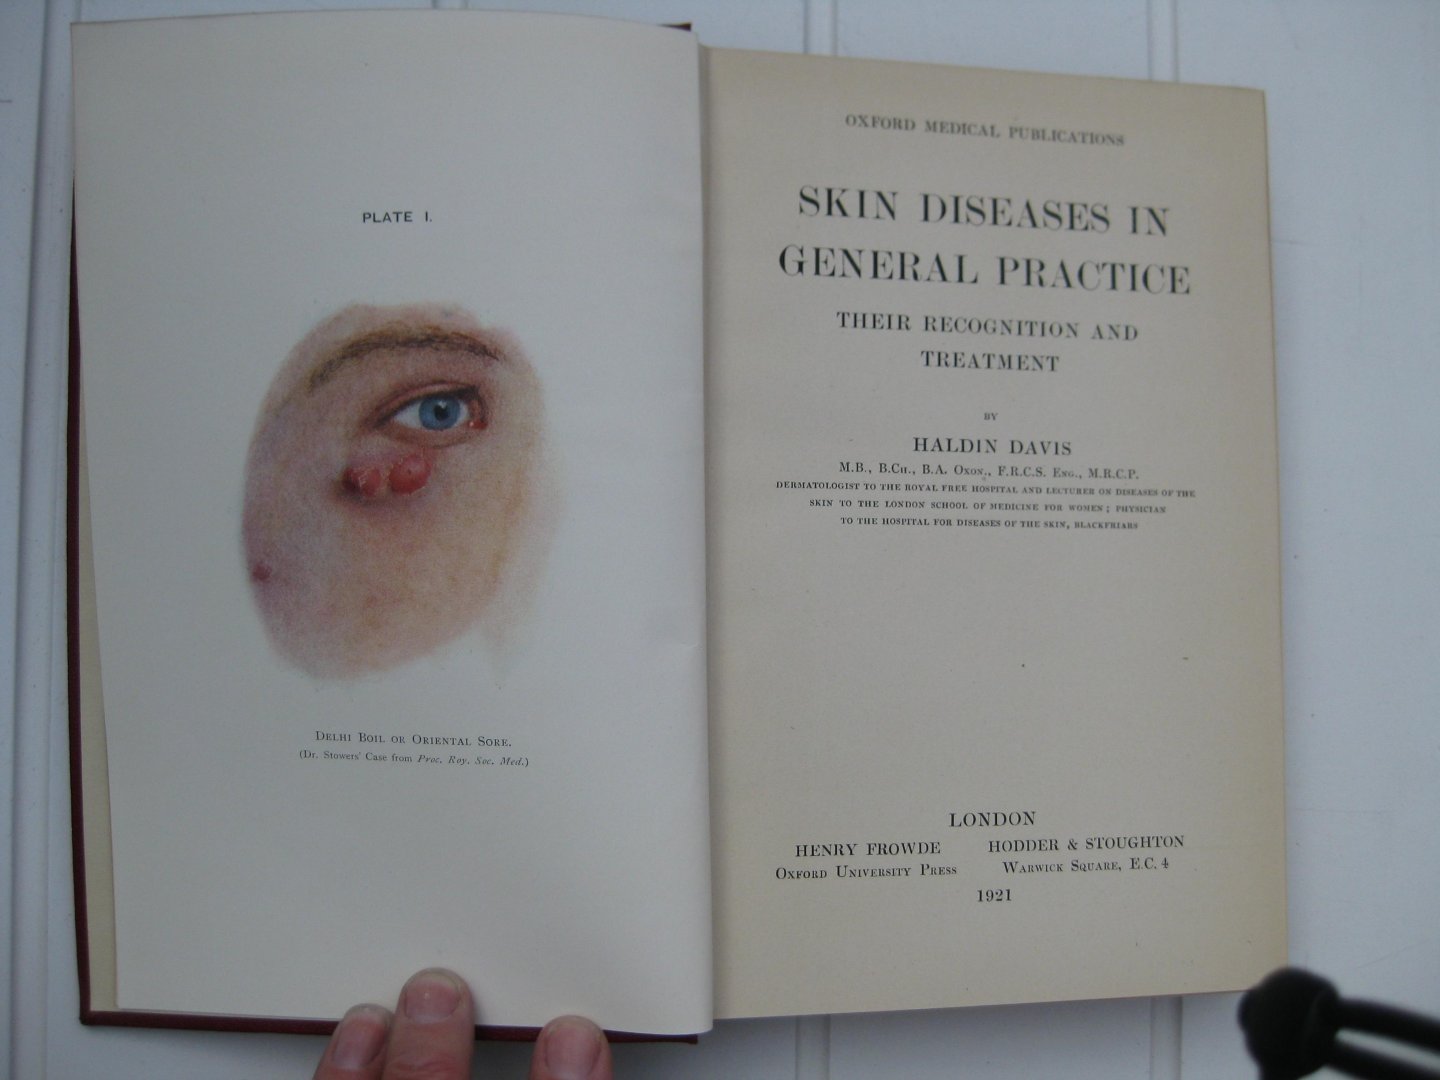 PLATE I.
DELHI BOIL OR ORIENTAL SORE.
(Dr. Stowers' Case from Proc. Roy. Soc. Med.)
OXFORD MEDICAL PUBLICATIONS
SKIN DISEASES IN
GENERAL PRACTICE
THEIR RECOGNITION AND
TREATMENT
BY
HALDIN DAVIS
M.B., B.CH., B.A. OXON., F.R.C.S. ENG., M.R.C.P.
DERMATOLOGIST TO THE ROYAL FREE HOSPITAL AND LECTURER ON DISEASES OF THE
SKIN TO THE LONDON SCHOOL OF MEDICINE FOR WOMEN; PHYSICIAN
TO THE HOSPITAL FOR DISEASES OF THE SKIN, BLACKFRIARS
LONDON
HENRY FROWDE HODDER & STOUGHTON
OXFORD UNIVERSITY PRESS WARWICK SQUARE, E.C. 4
1921